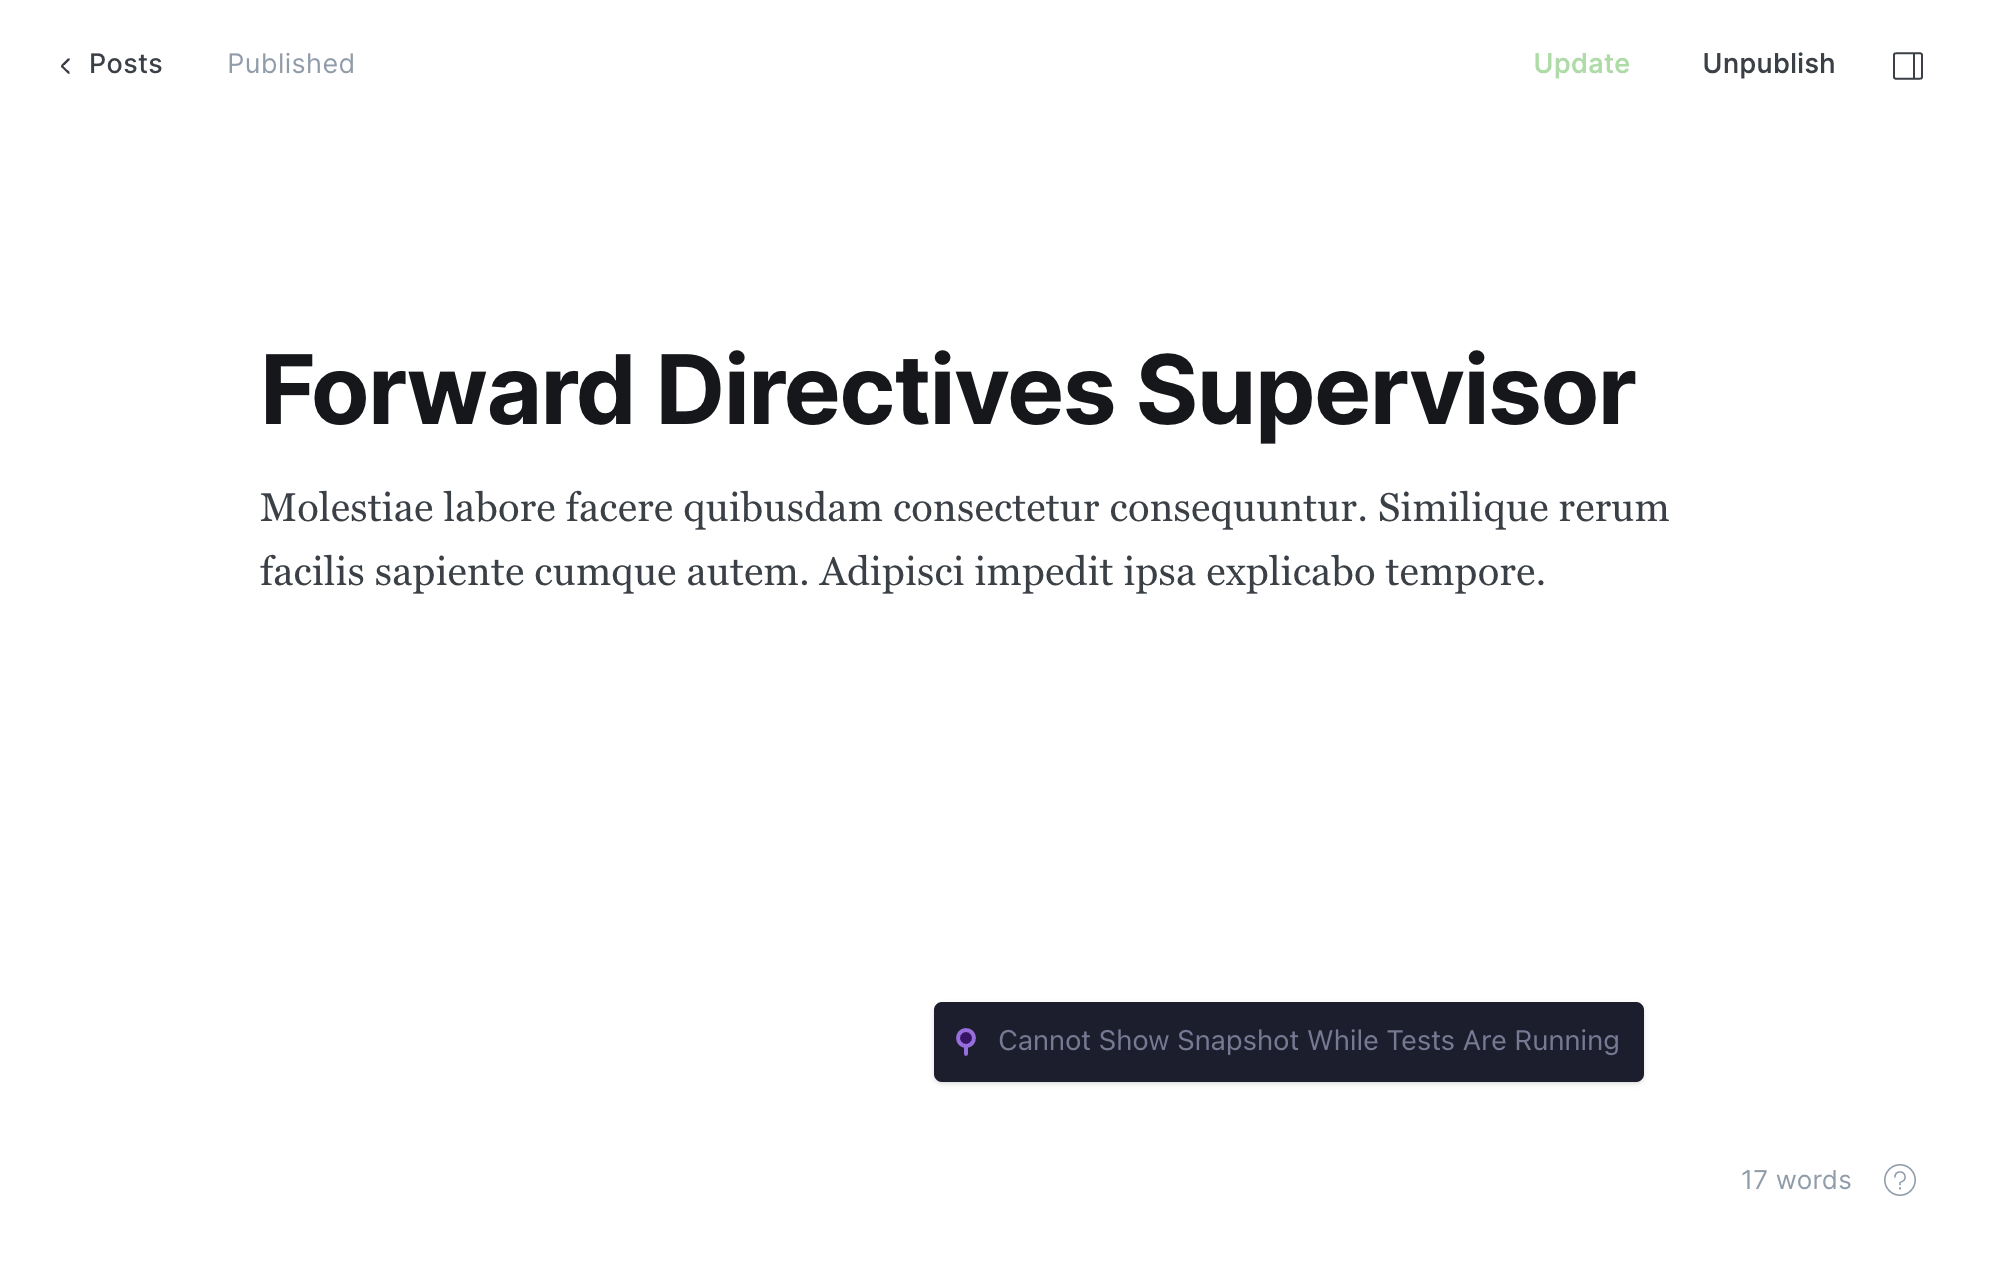 Posts
Published
Update
Unpublish
Forward Directives Supervisor
Molestiae labore facere quibusdam consectetur consequuntur. Similique rerum
facilis sapiente cumque autem. Adipisci impedit ipsa explicabo tempore.
Cannot Show Snapshot While Tests Are Running
17 words
?